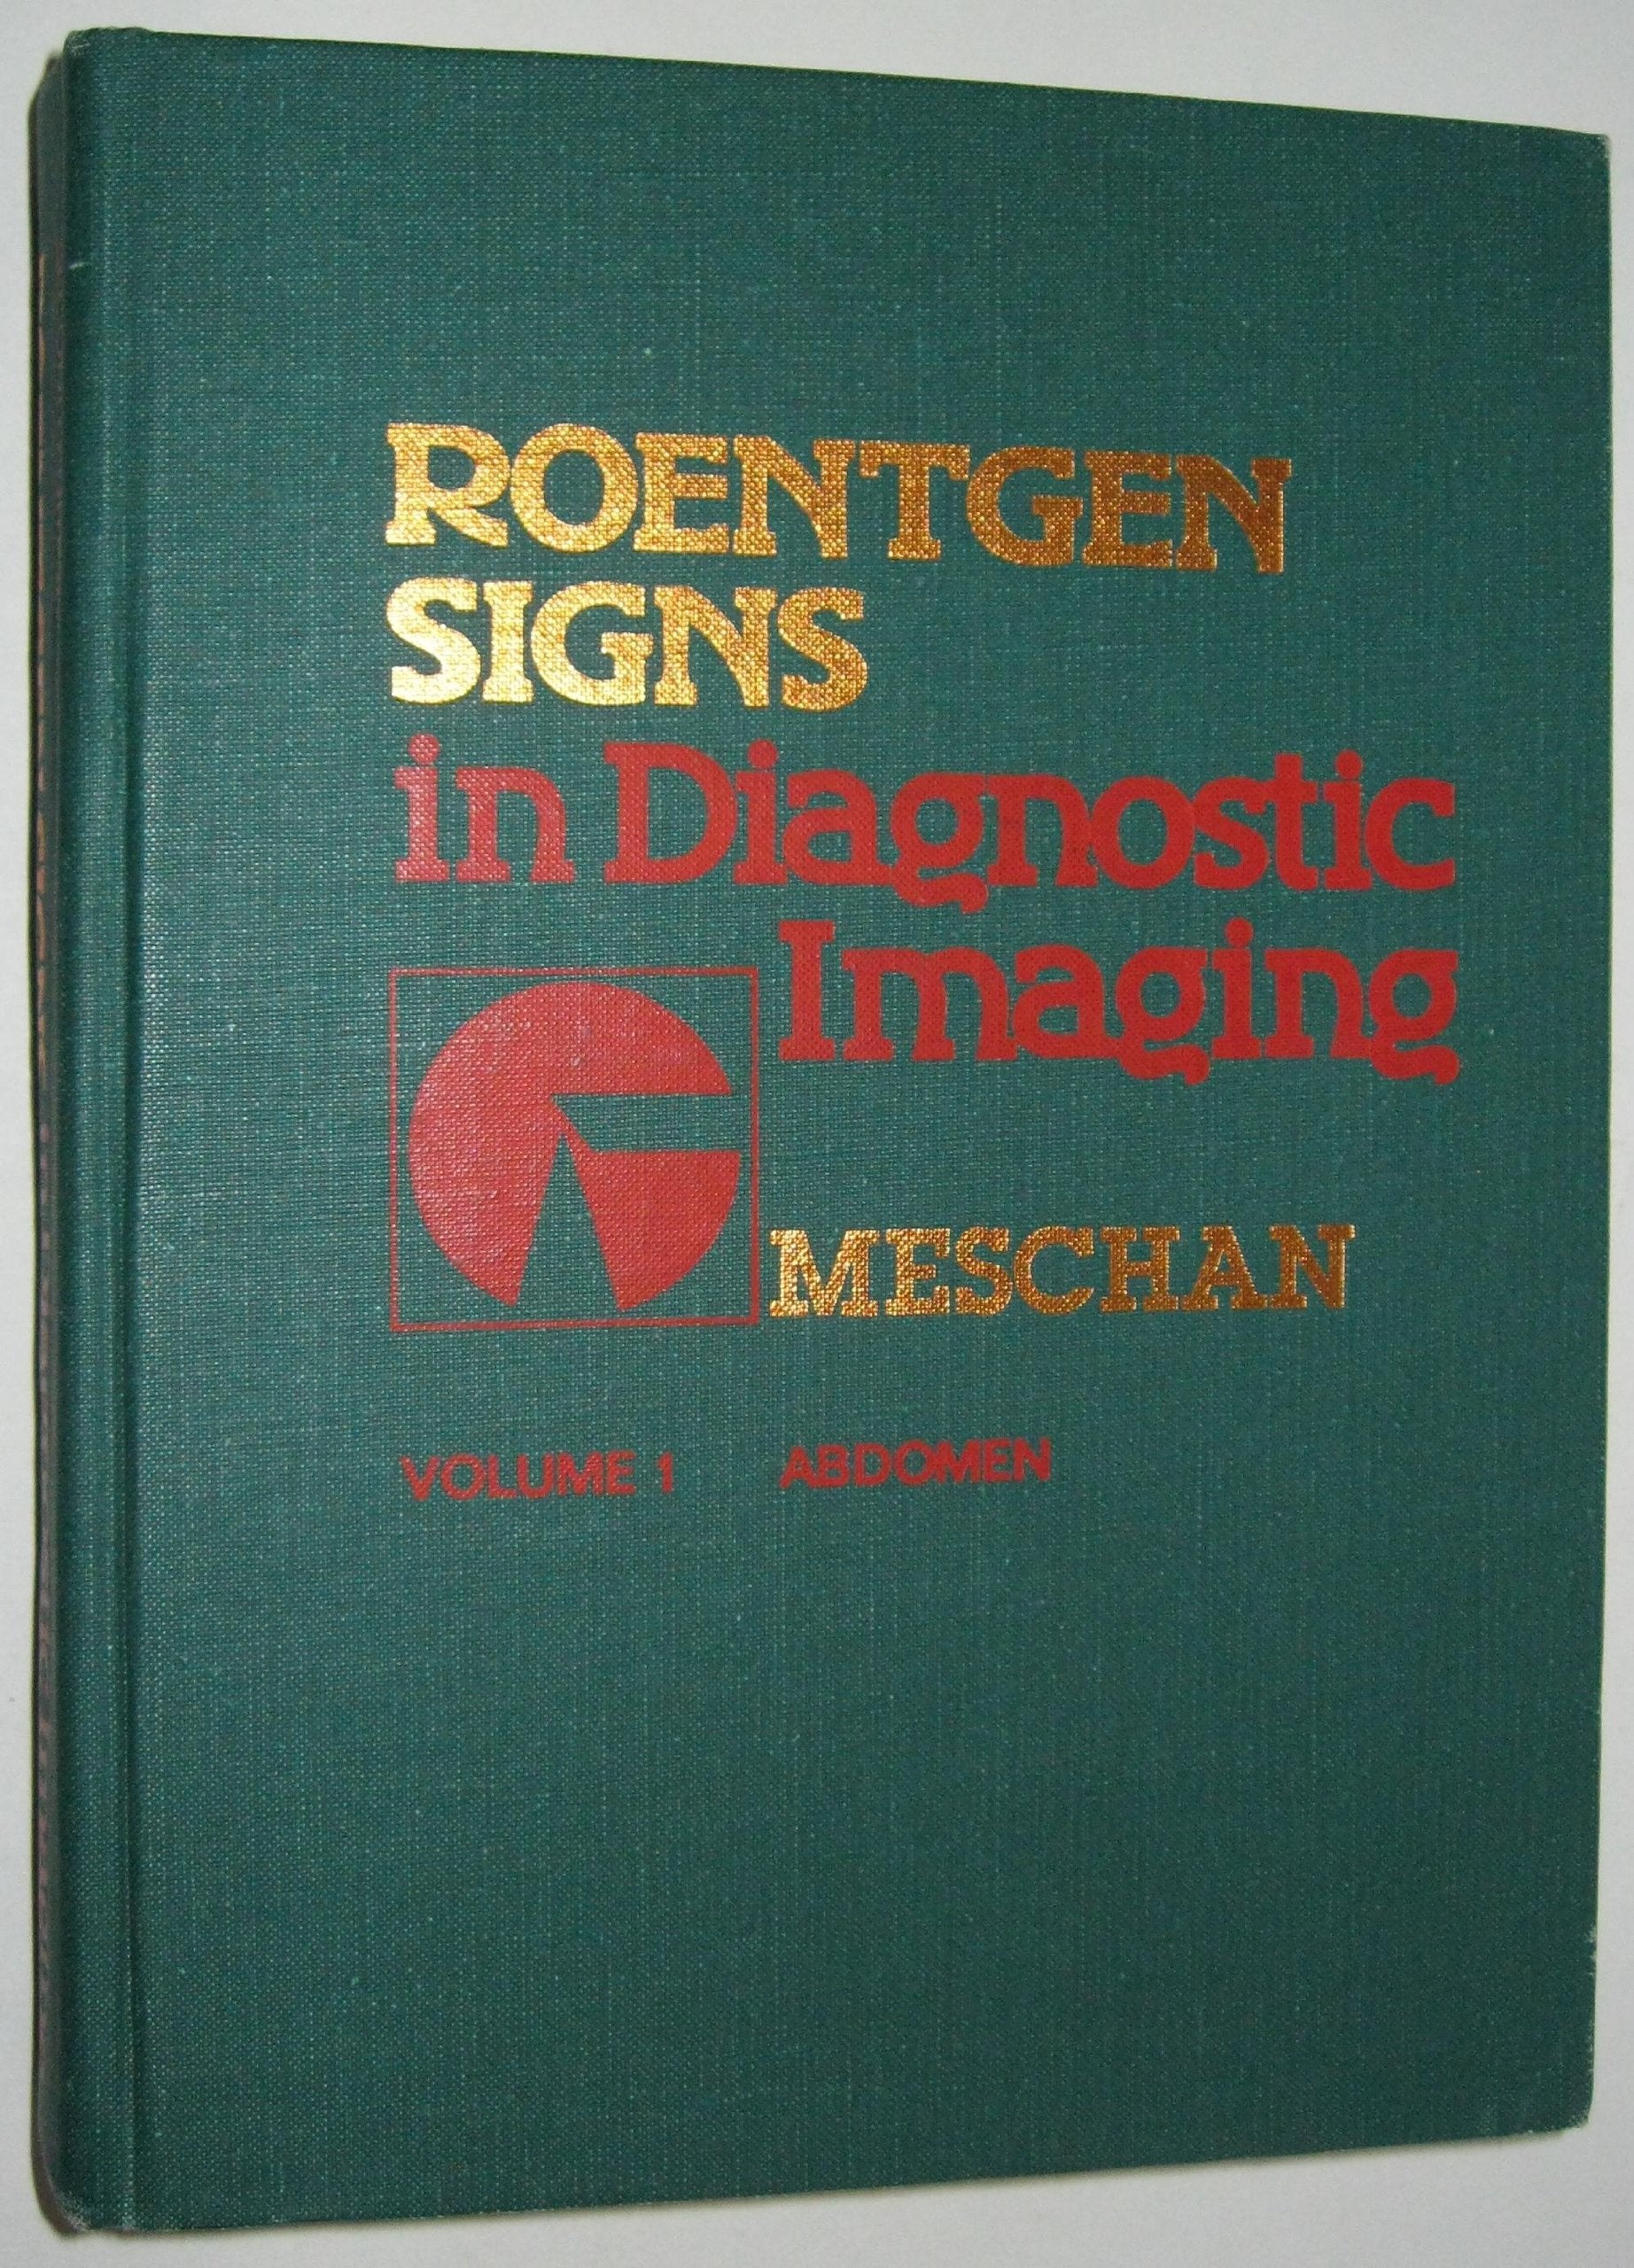 ROENTGEN
SIGNS
in Diagnostic
Imaging
MESCHAN
VOLUME 1 ABDOMEN